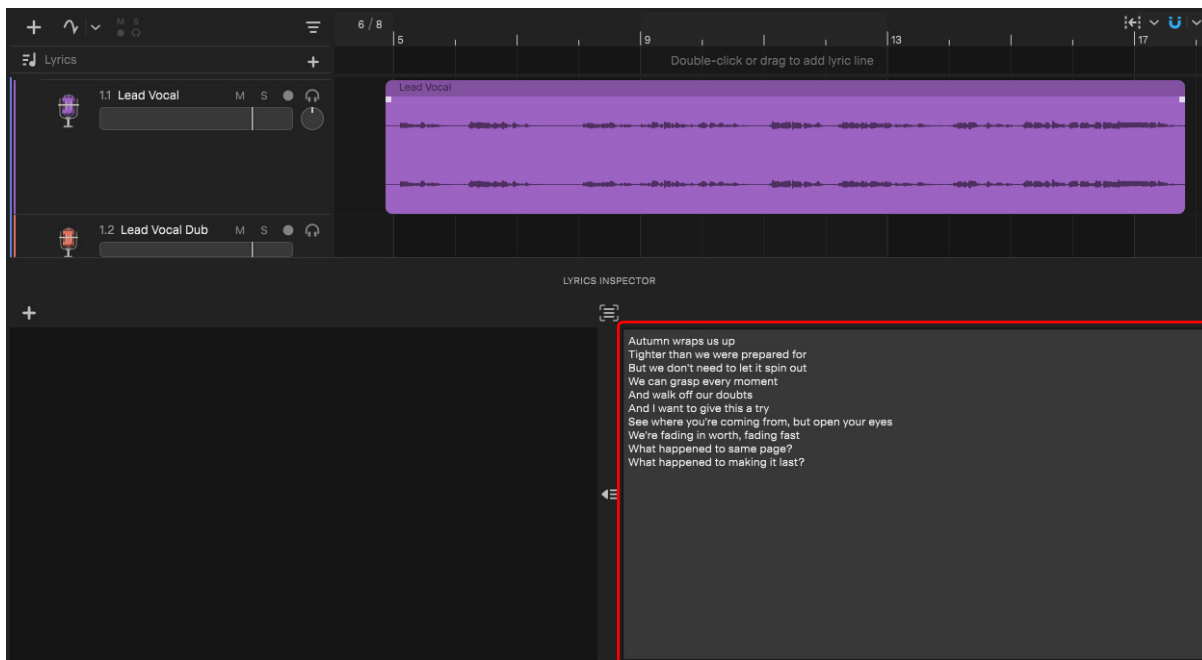 M S
6 / 8
5 9 13 17
Lyrics
Double-click or drag to add lyric line
1.1 Lead Vocal M S
Lead Vocal
1.2 Lead Vocal Dub M S
LYRICS INSPECTOR
Autumn wraps us up
Tighter than we were prepared for
But we don't need to let it spin out
We can grasp every moment
And walk off our doubts
And I want to give this a try
See where you're coming from, but open your eyes
We're fading in worth, fading fast
What happened to same page?
What happened to making it last?